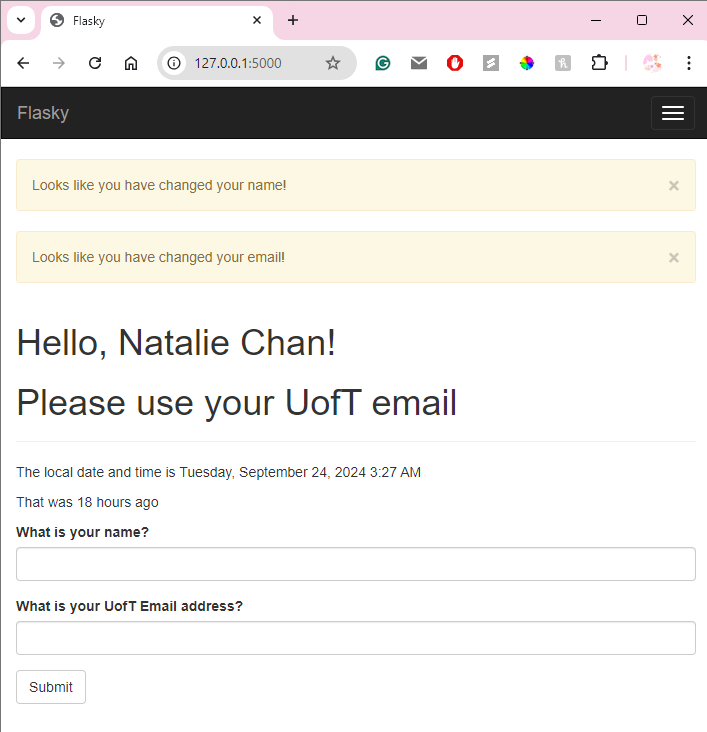 Flasky
127.0.0.1:5000
Flasky
Looks like you have changed your name!
×
Looks like you have changed your email!
×
Hello, Natalie Chan!
Please use your UofT email
The local date and time is Tuesday, September 24, 2024 3:27 AM
That was 18 hours ago
What is your name?
What is your UofT Email address?
Submit